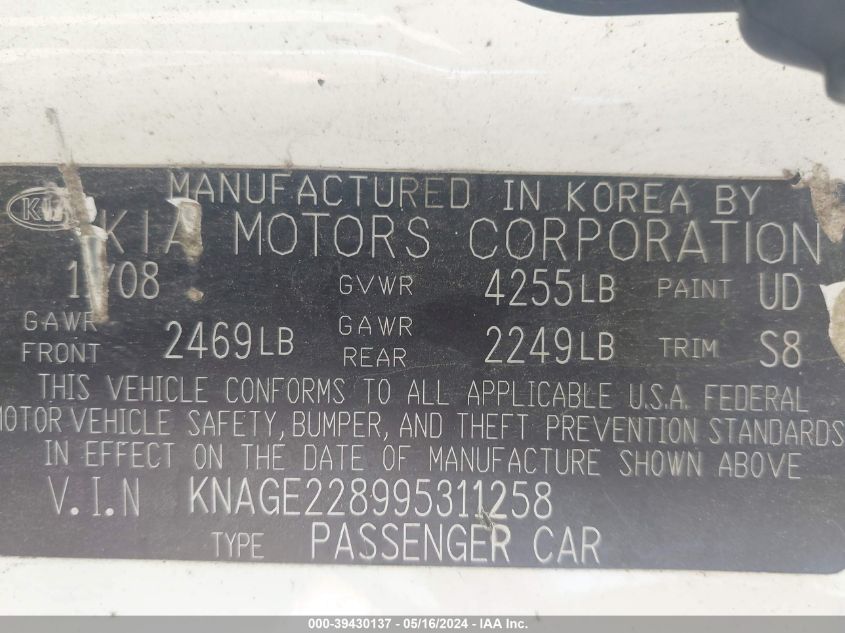 MANUFACTURED IN KOREA BY
KIA MOTORS CORPORATION
GVWR 4255LB PAINT UD
GAWR FRONT 2469LB GAWR REAR 2249LB TRIM S8
THIS VEHICLE CONFORMS TO ALL APPLICABLE U.S.A. FEDERAL
MOTOR VEHICLE SAFETY, BUMPER, AND THEFT PREVENTION STANDARDS
IN EFFECT ON THE DATE OF MANUFACTURE SHOWN ABOVE
V.I.N KNAGE228995311258
TYPE PASSENGER CAR
000-39430137 - 05/16/2024 - IAA Inc.